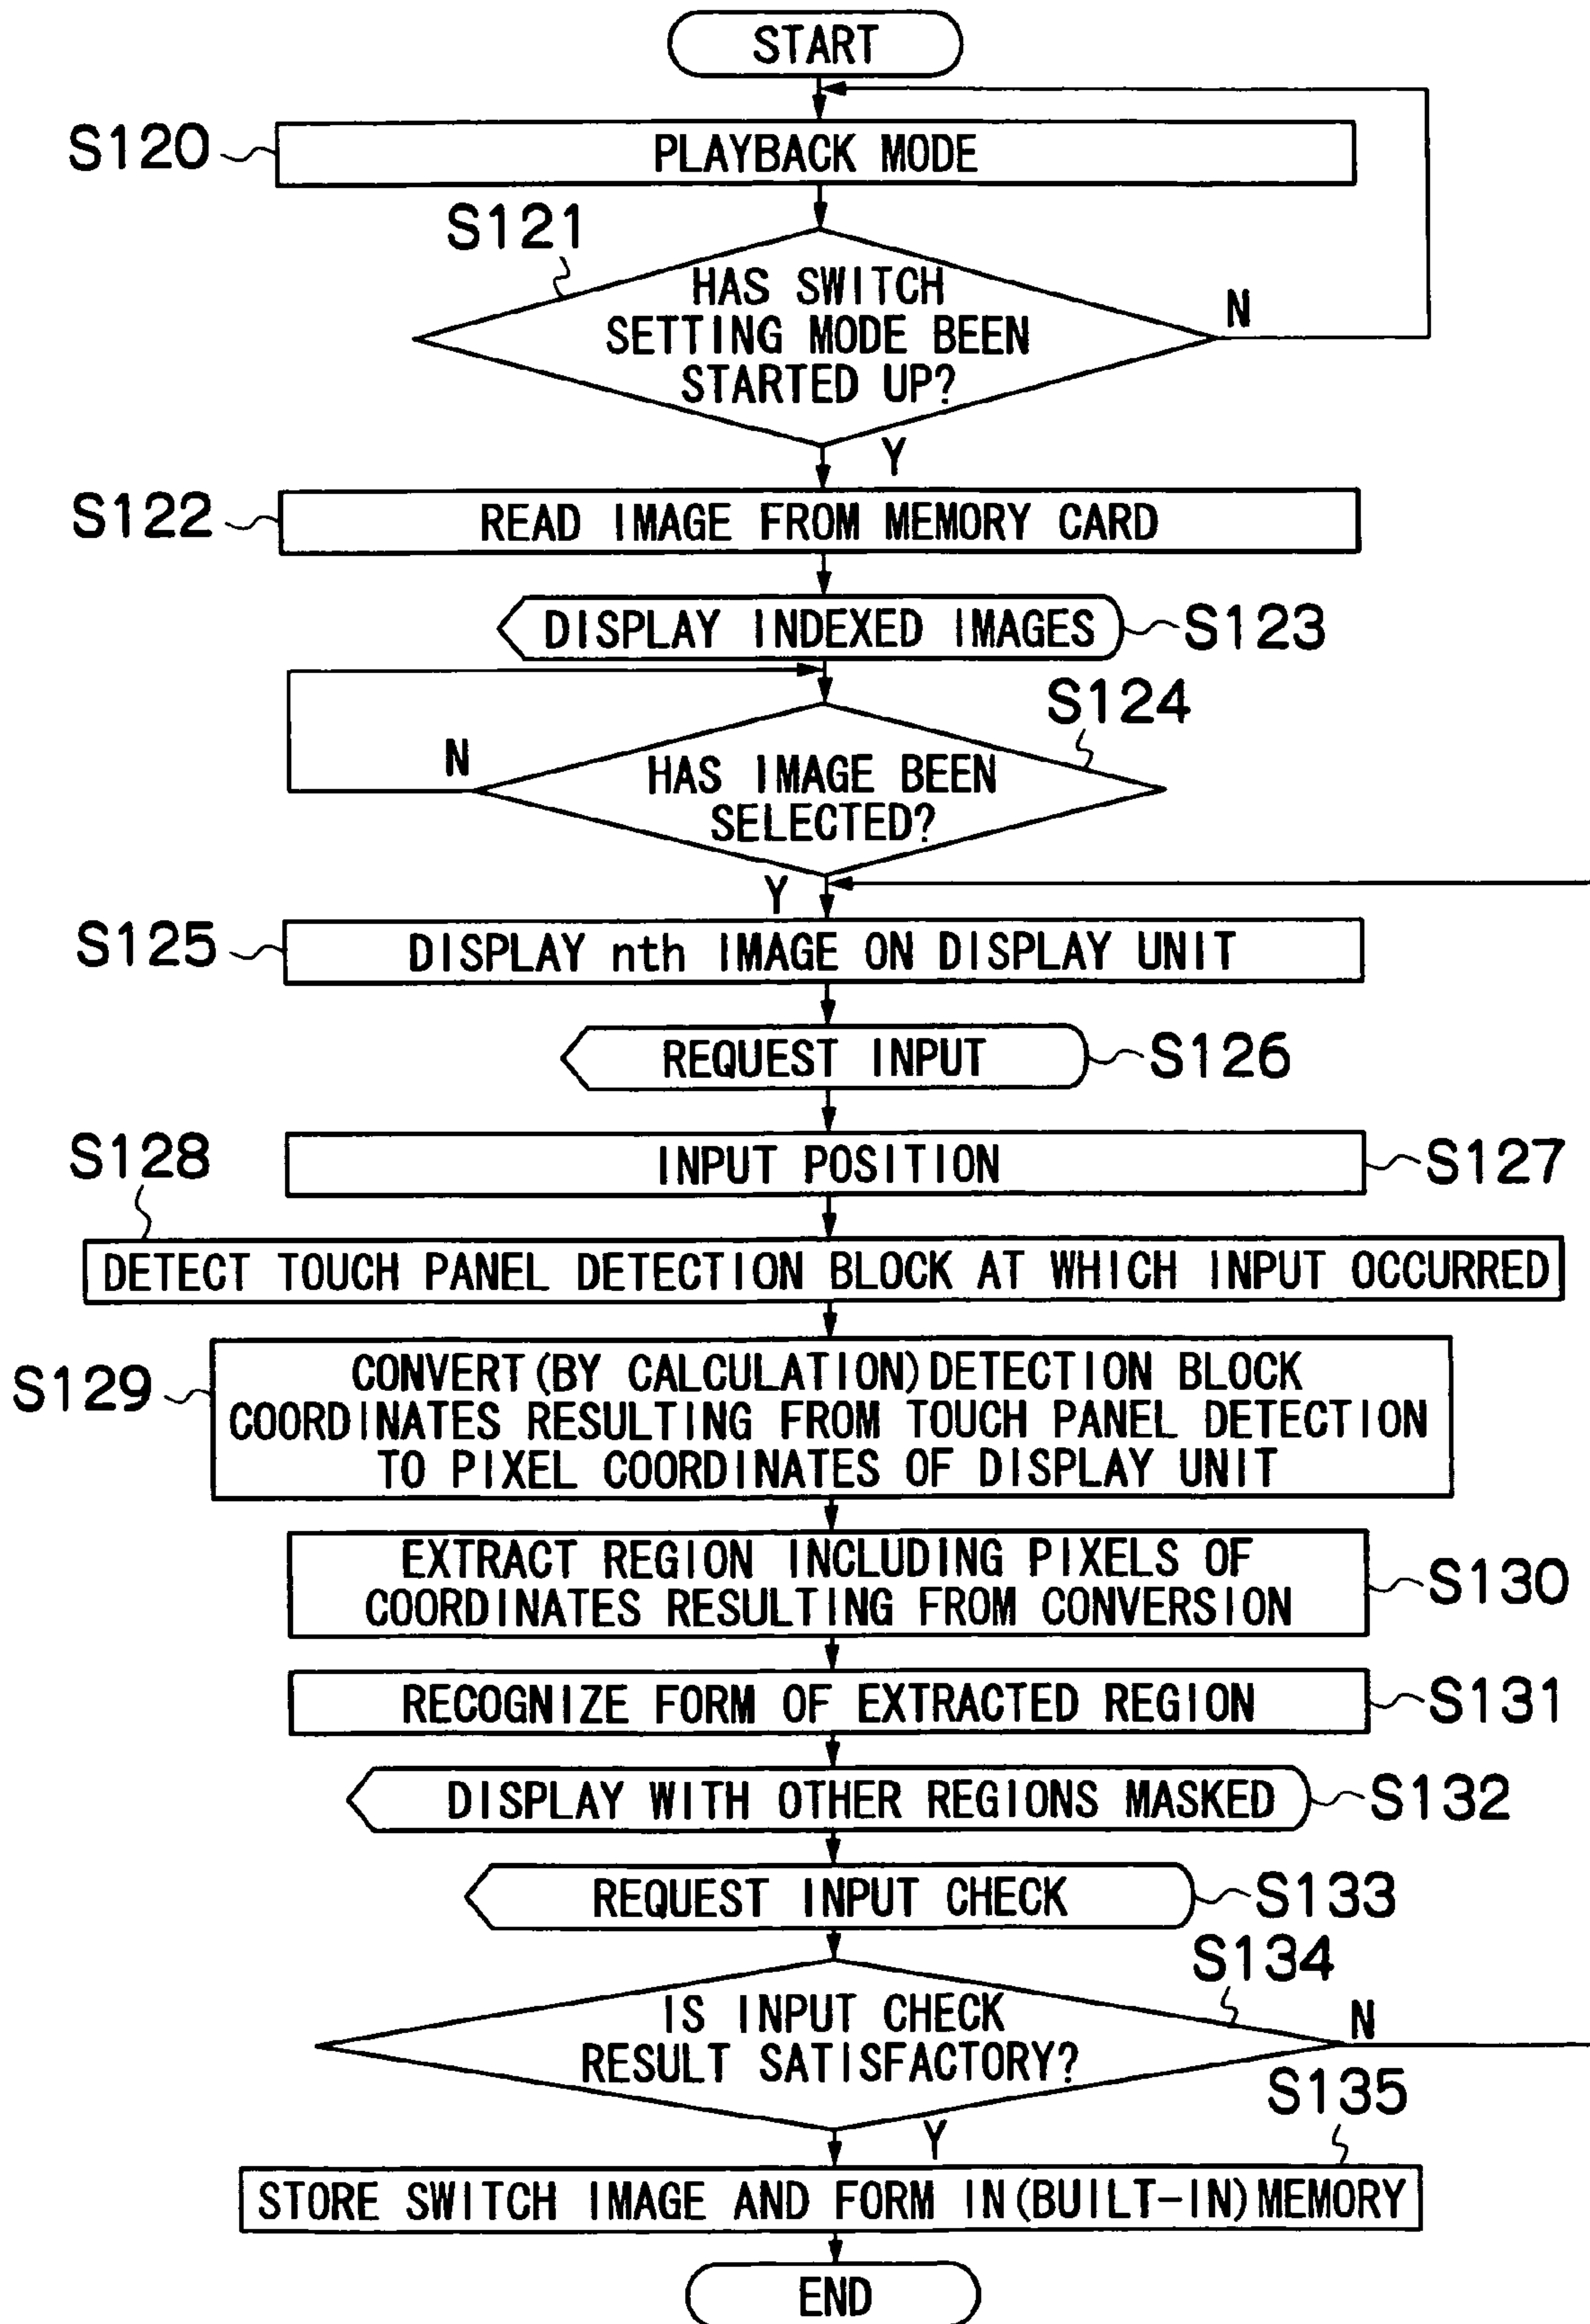 START
S120
PLAYBACK MODE
S121
HAS SWITCH
SETTING MODE BEEN
STARTED UP?
N
Y
S122
READ IMAGE FROM MEMORY CARD
DISPLAY INDEXED IMAGES
S123
S124
N
HAS IMAGE BEEN
SELECTED?
Y
S125
DISPLAY nth IMAGE ON DISPLAY UNIT
REQUEST INPUT
S126
S128
INPUT POSITION
S127
DETECT TOUCH PANEL DETECTION BLOCK AT WHICH INPUT OCCURRED
S129
CONVERT(BY CALCULATION)DETECTION BLOCK
COORDINATES RESULTING FROM TOUCH PANEL DETECTION
TO PIXEL COORDINATES OF DISPLAY UNIT
EXTRACT REGION INCLUDING PIXELS OF
COORDINATES RESULTING FROM CONVERSION
S130
RECOGNIZE FORM OF EXTRACTED REGION
S131
DISPLAY WITH OTHER REGIONS MASKED
S132
REQUEST INPUT CHECK
S133
S134
IS INPUT CHECK
RESULT SATISFACTORY?
N
S135
Y
STORE SWITCH IMAGE AND FORM IN(BUILT-IN)MEMORY
END